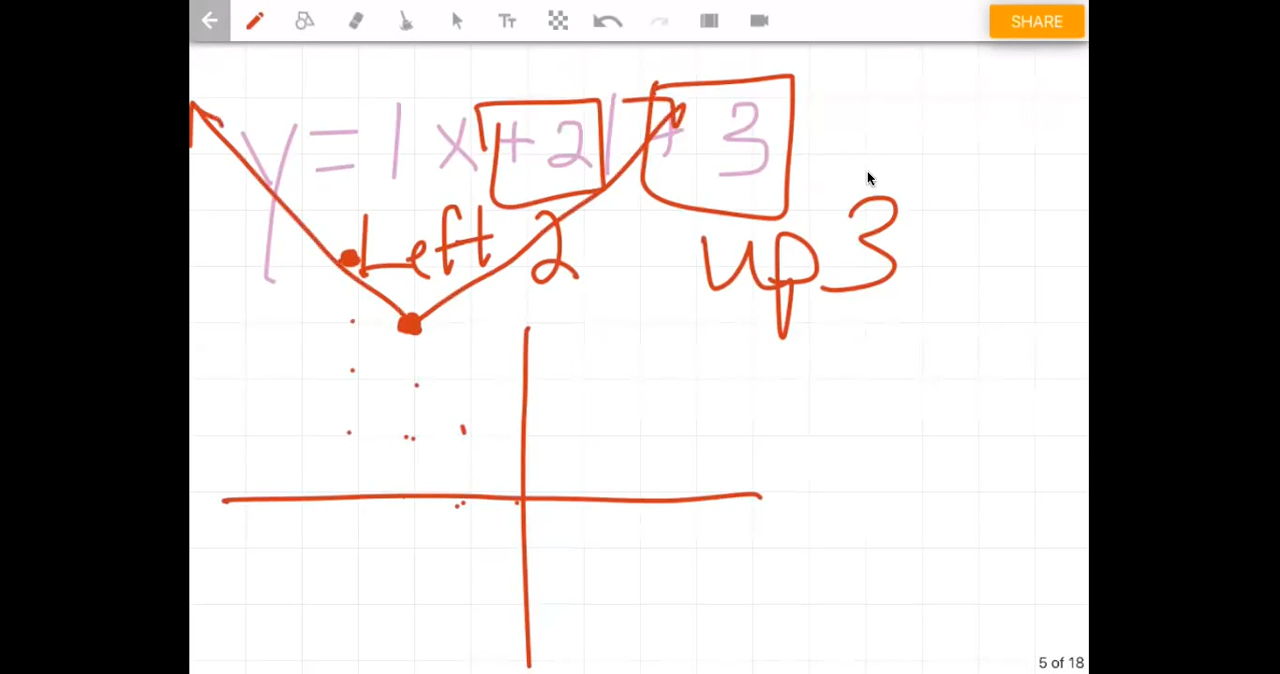 SHARE
y = |x + 2| + 3
Left 2 up 3
5 of 18